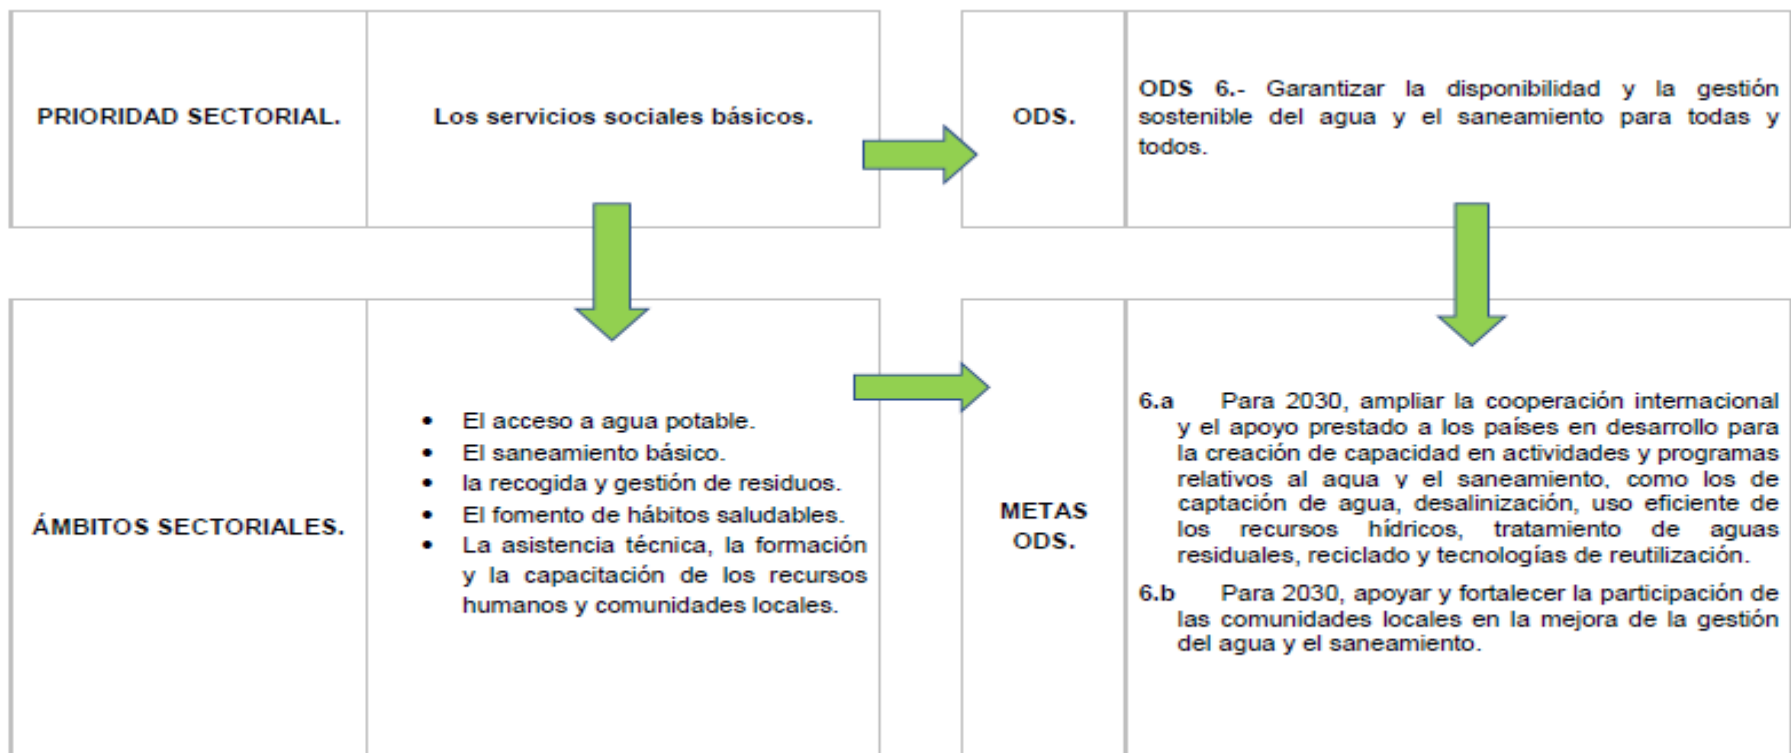 PRIORIDAD SECTORIAL.
Los servicios sociales básicos.
ODS.
ODS 6.- Garantizar la disponibilidad y la gestión
sostenible del agua y el saneamiento para todas y
todos.
ÁMBITOS SECTORIALES.
• El acceso a agua potable.
• El saneamiento básico.
• la recogida y gestión de residuos.
• El fomento de hábitos saludables.
• La asistencia técnica, la formación
y la capacitación de los recursos
humanos y comunidades locales.
METAS
ODS.
6.a Para 2030, ampliar la cooperación internacional
y el apoyo prestado a los países en desarrollo para
la creación de capacidad en actividades y programas
relativos al agua y el saneamiento, como los de
captación de agua, desalinización, uso eficiente de
los recursos hídricos, tratamiento de aguas
residuales, reciclado y tecnologías de reutilización.
6.b Para 2030, apoyar y fortalecer la participación de
las comunidades locales en la mejora de la gestión
del agua y el saneamiento.